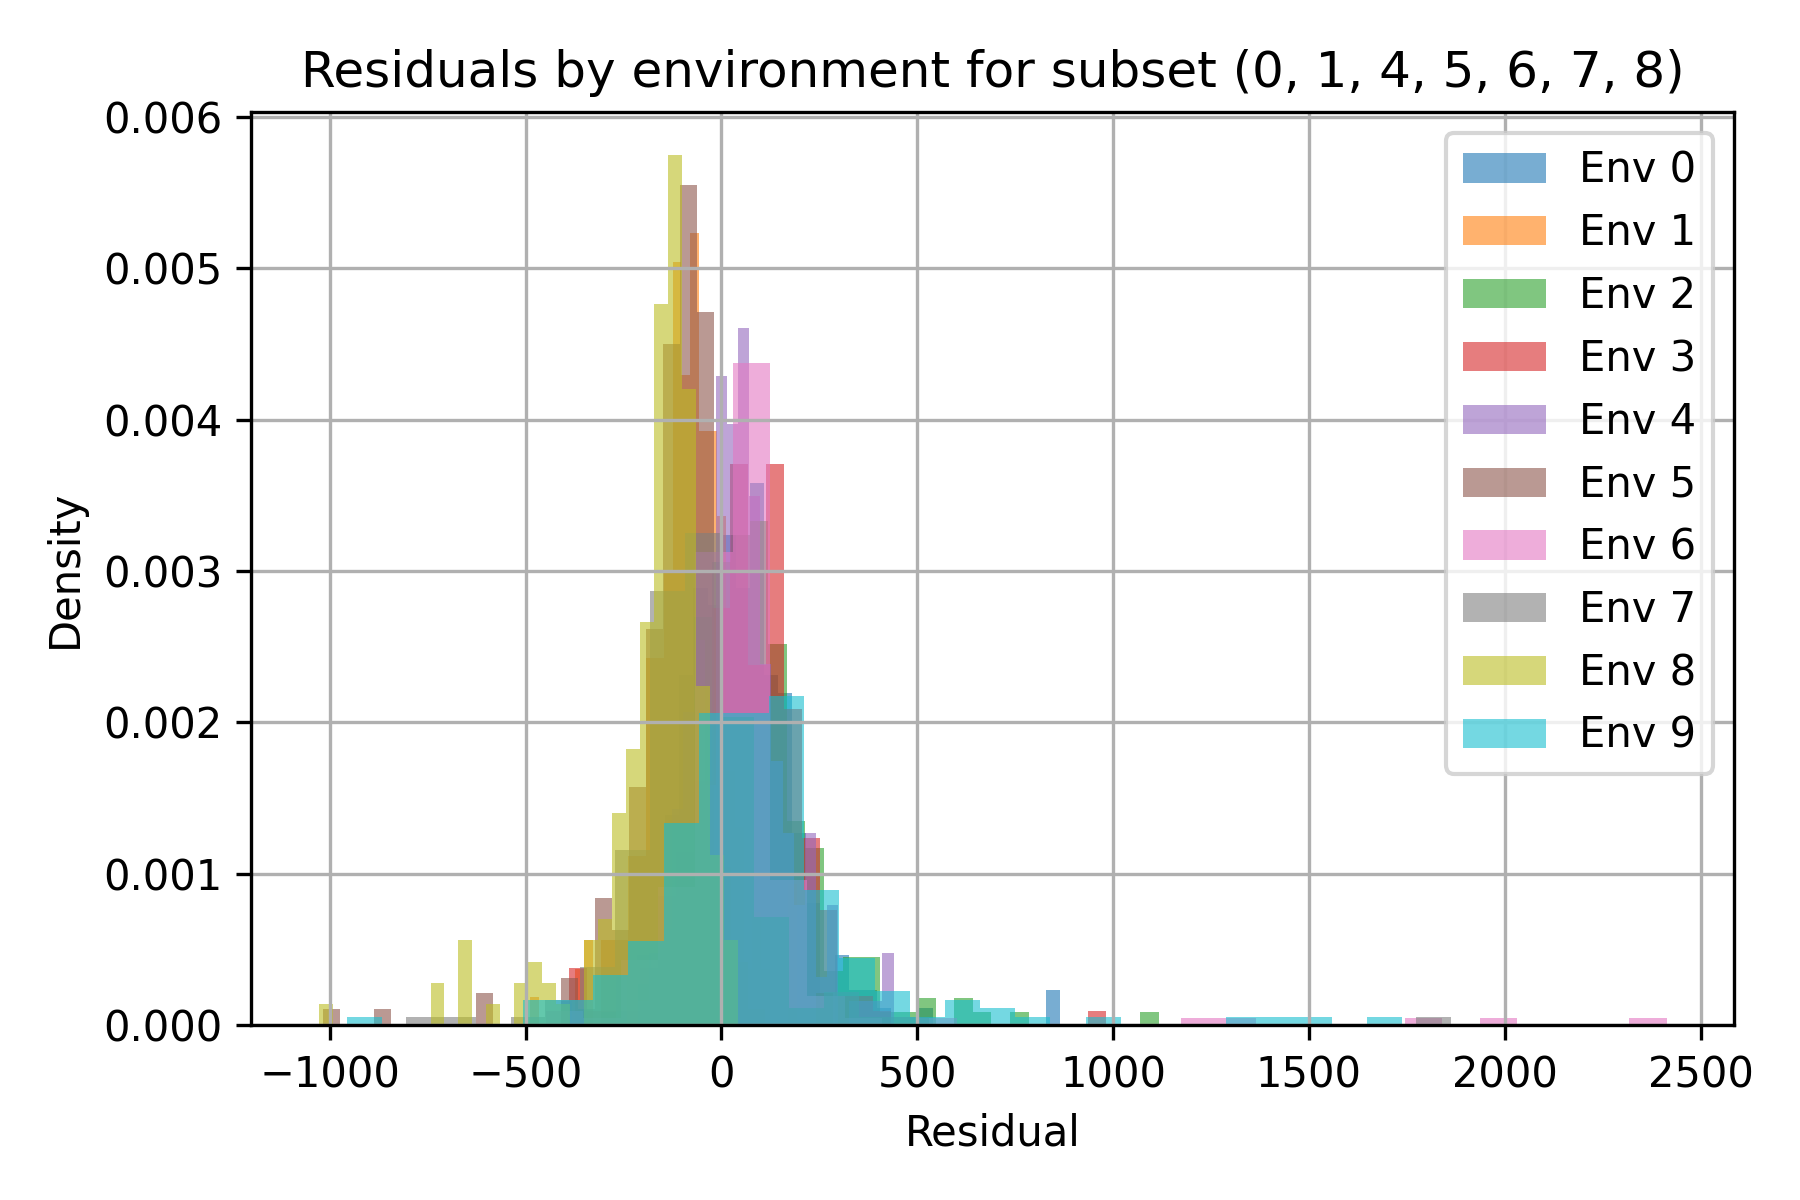 Residuals by environment for subset (0, 1, 4, 5, 6, 7, 8)
0.006
0.005
0.004
0.003
0.002
0.001
0.000
Density
Env 0
Env 1
Env 2
Env 3
Env 4
Env 5
Env 6
Env 7
Env 8
Env 9
−1000
−500
0
500
1000
1500
2000
2500
Residual